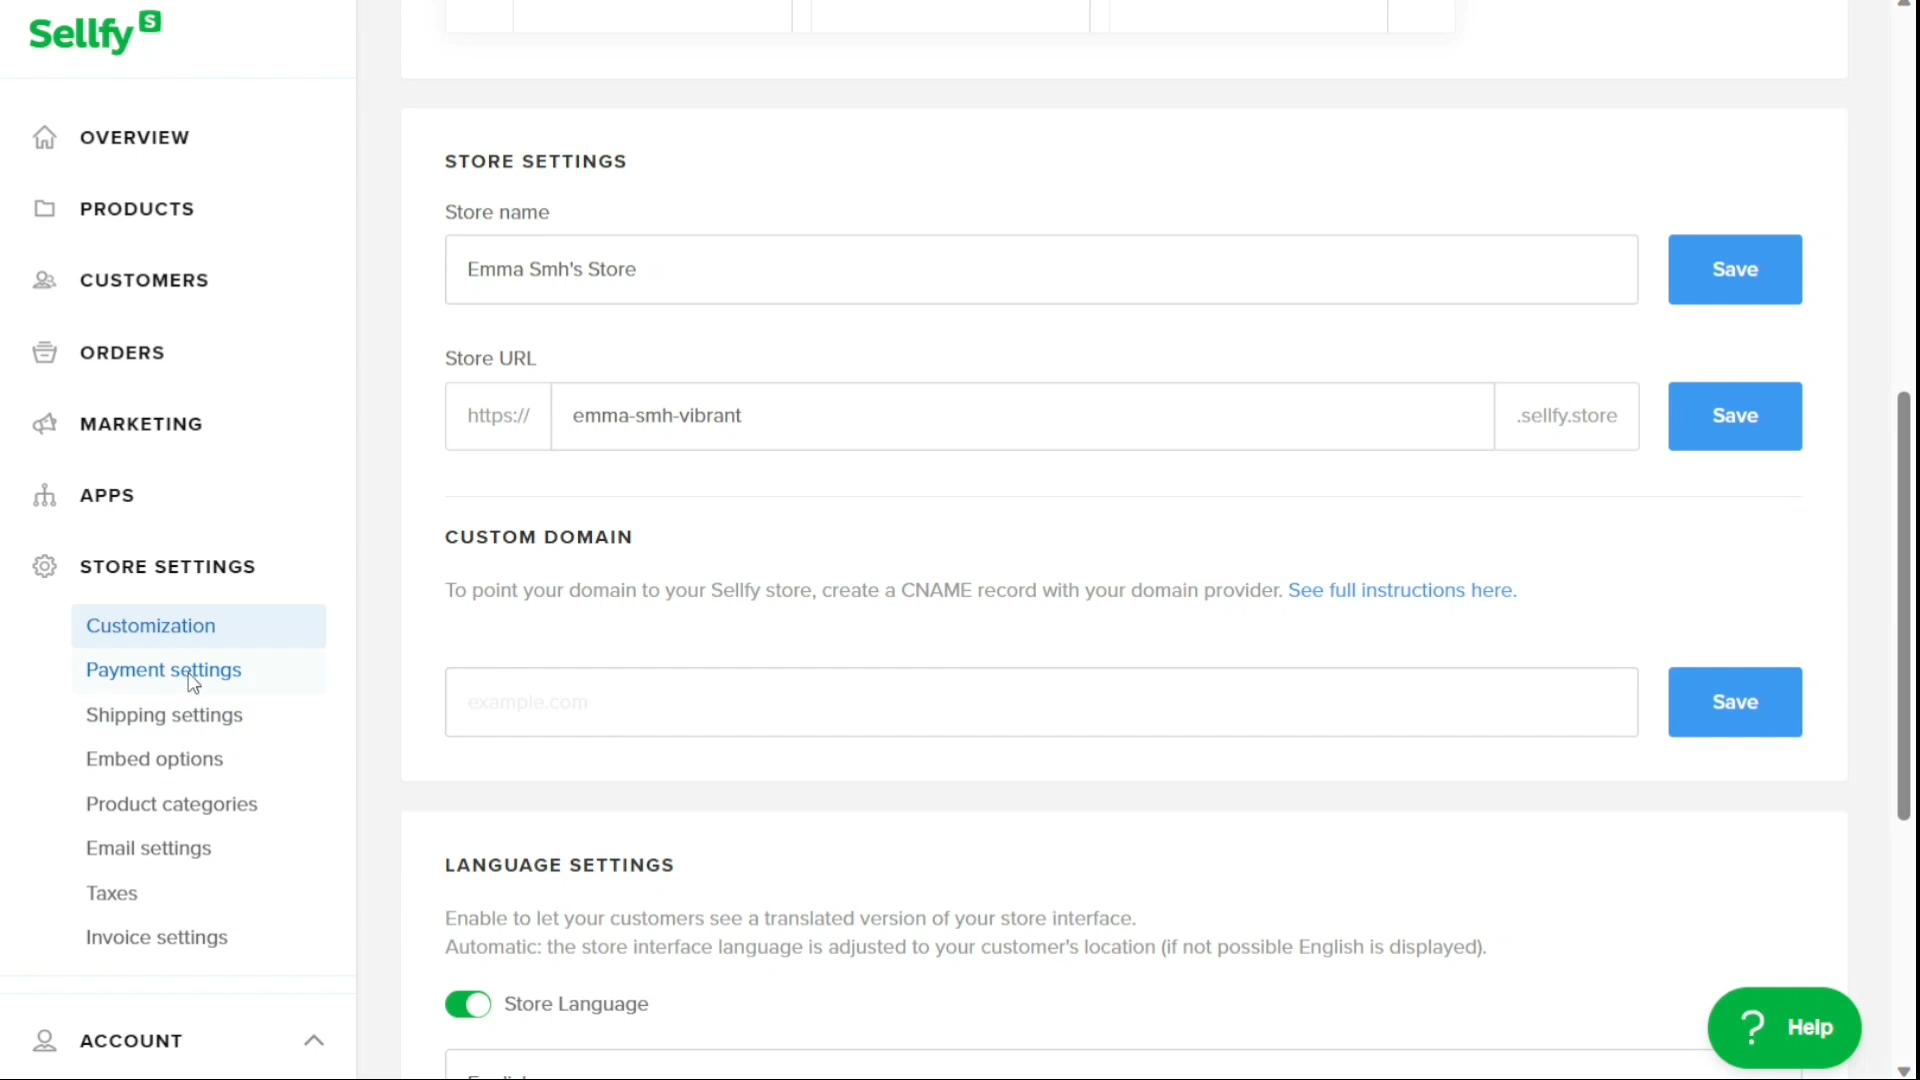 Sellfy S
OVERVIEW
PRODUCTS
CUSTOMERS
ORDERS
MARKETING
APPS
STORE SETTINGS
Customization
Payment settings
Shipping settings
Embed options
Product categories
Email settings
Taxes
Invoice settings
ACCOUNT
STORE SETTINGS
Store name
Emma Smh's Store
Save
Store URL
https:// emma-smh-vibrant .sellfy.store
Save
CUSTOM DOMAIN
To point your domain to your Sellfy store, create a CNAME record with your domain provider. See full instructions here.
example.com
Save
LANGUAGE SETTINGS
Enable to let your customers see a translated version of your store interface.
Automatic: the store interface language is adjusted to your customer's location (if not possible English is displayed).
Store Language
? Help